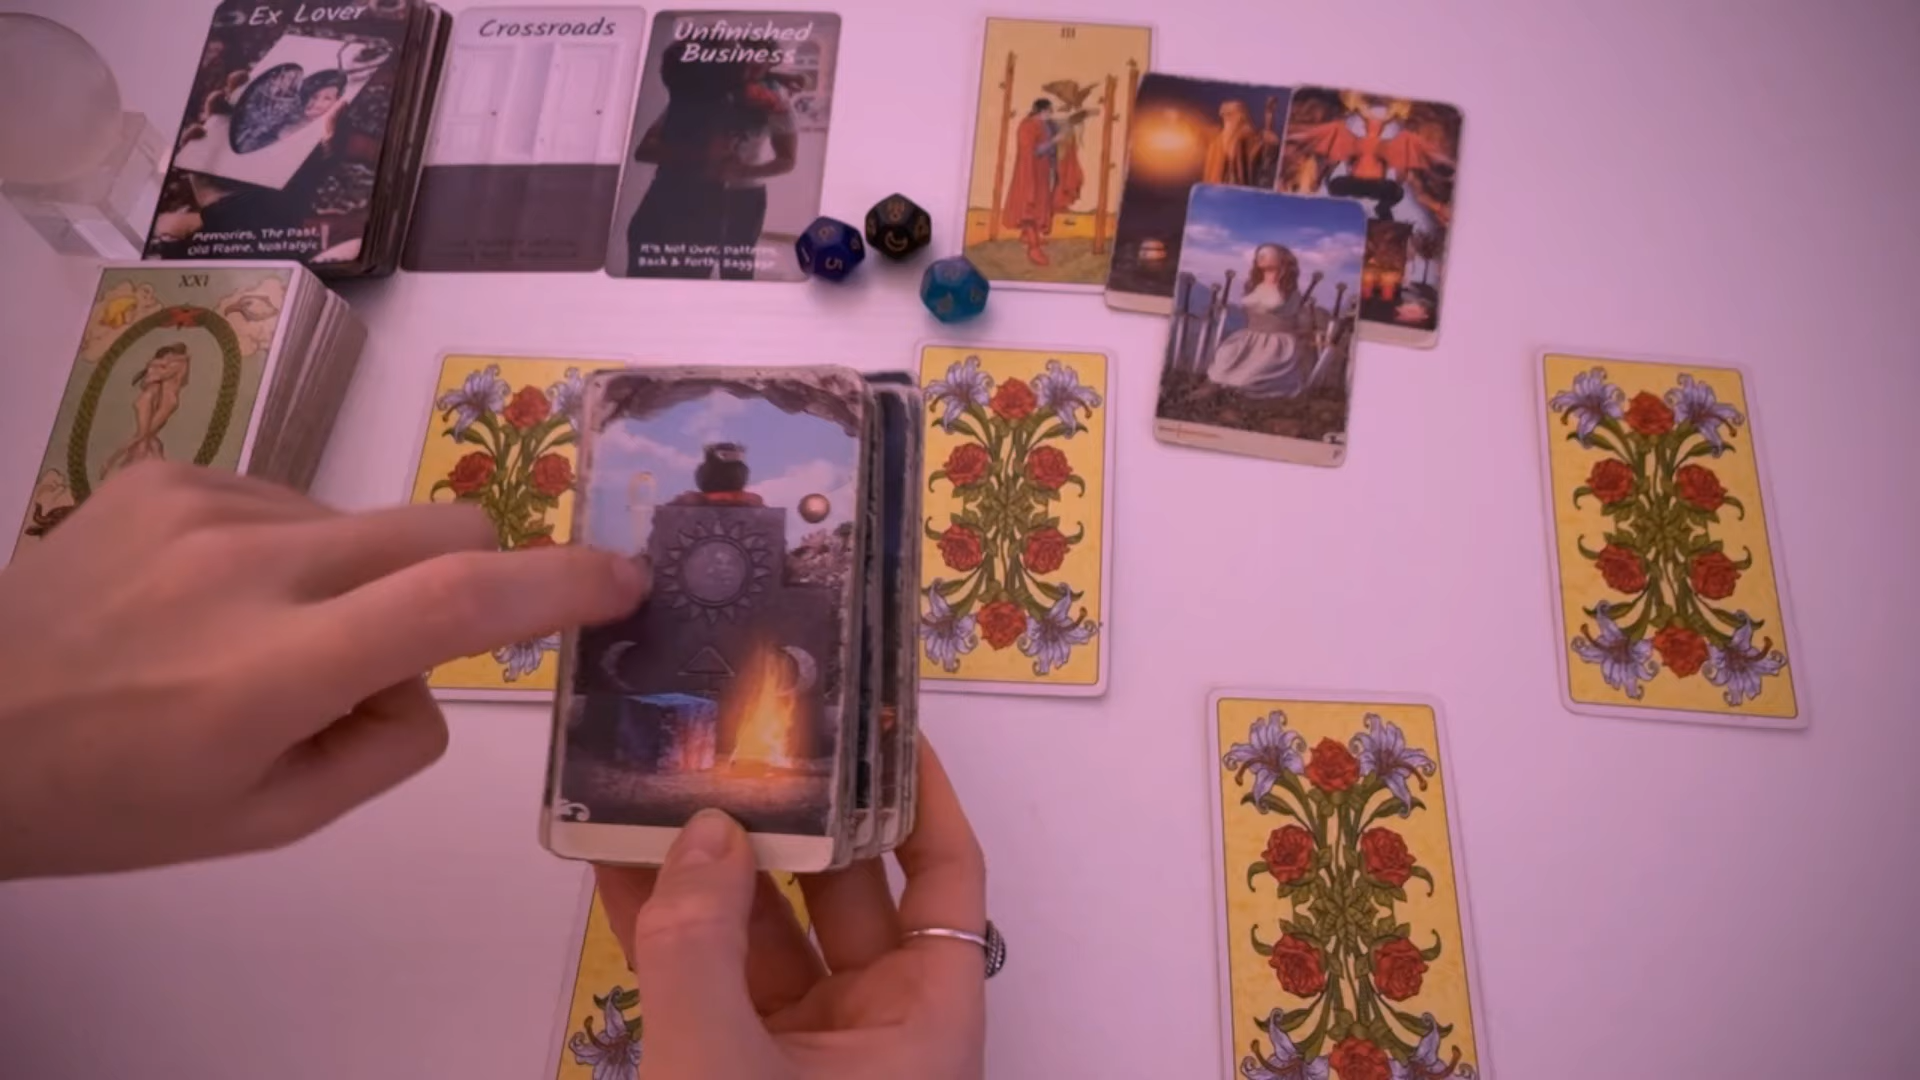 Ex Lover
Memories, The Past,
Old Flame, Nostalgic
Crossroads
Unfinished
Business
It's Not Over, Patterns,
Back & Forth, Baggage
III
XXI
5